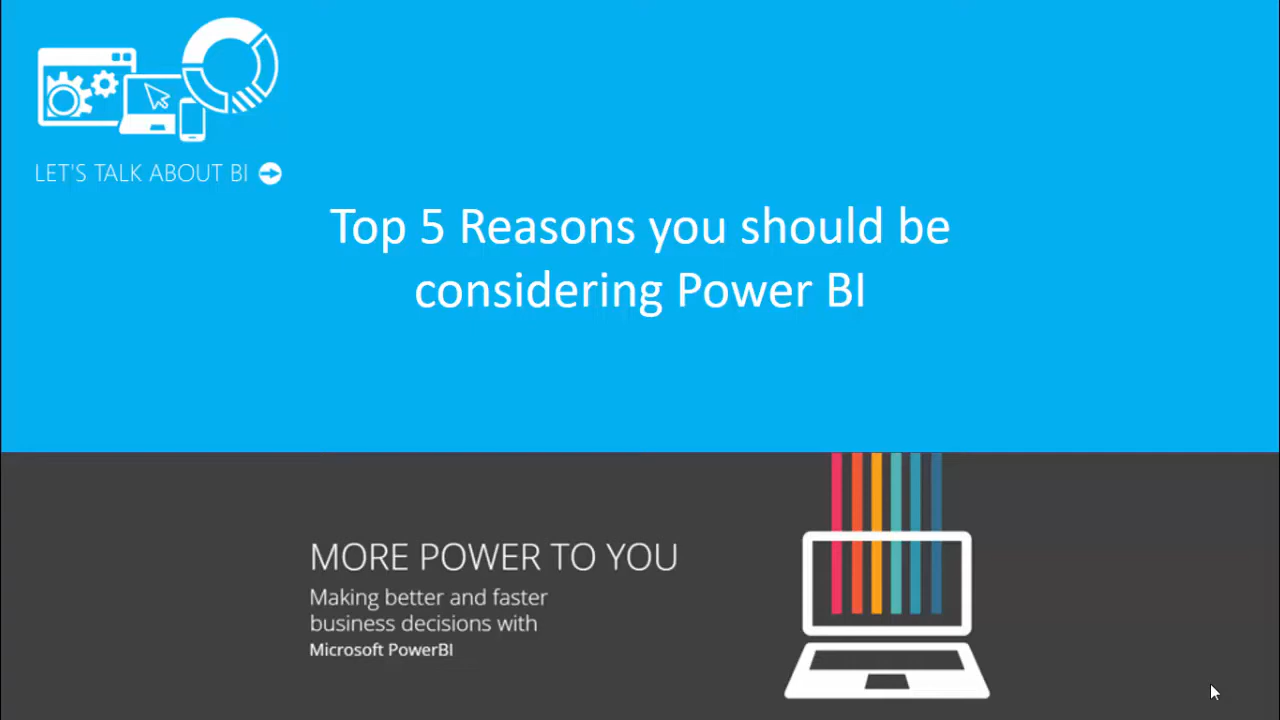 LET'S TALK ABOUT BI
Top 5 Reasons you should be
considering Power BI
MORE POWER TO YOU
Making better and faster
business decisions with
Microsoft PowerBI